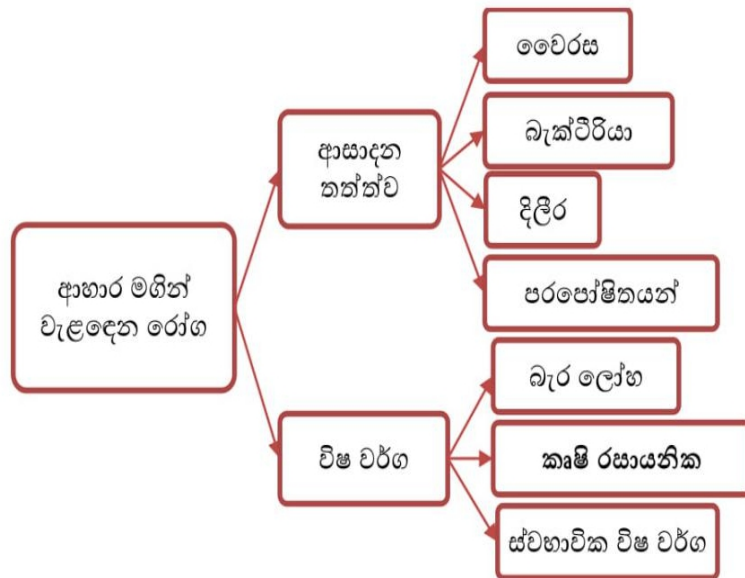 ආහාර මගින්
වැළඳෙන රෝග
ආසාදන
තත්ත්ව
වෛරස
බැක්ටීරියා
දිලීර
පරපෝෂිතයන්
විෂ වර්ග
බැර ලෝහ
කෘෂි රසායනික
ස්වභාවික විෂ වර්ග